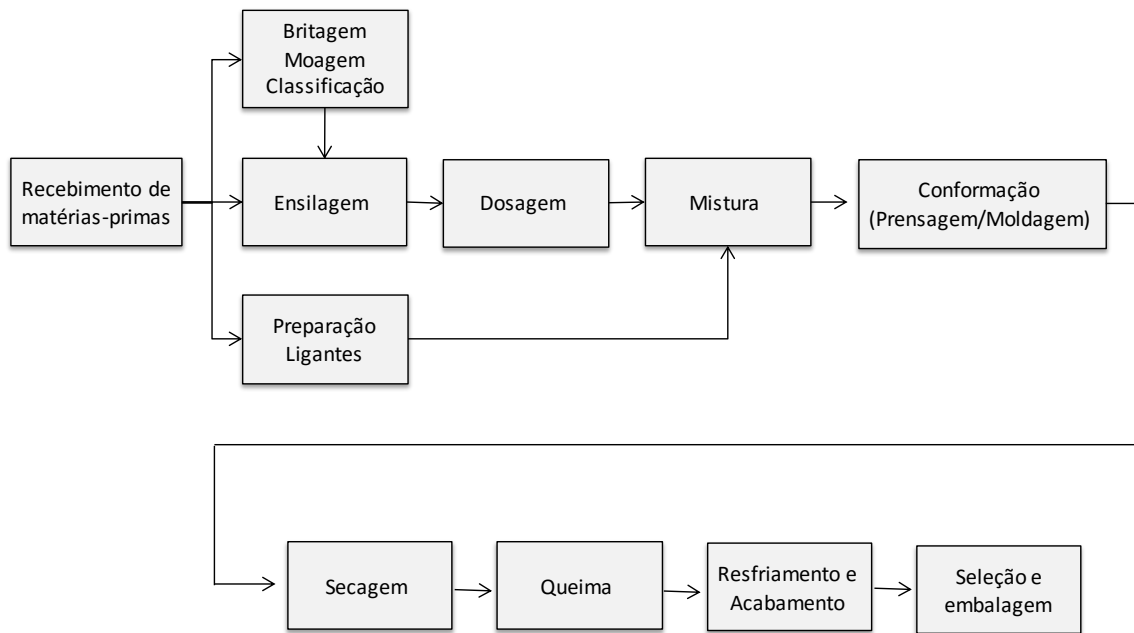 Britagem
Moagem
Classificação
Recebimento de
matérias-primas
Ensilagem
Dosagem
Mistura
Conformação
(Prensagem/Moldagem)
Preparação
Ligantes
Secagem
Queima
Resfriamento e
Acabamento
Seleção e
embalagem